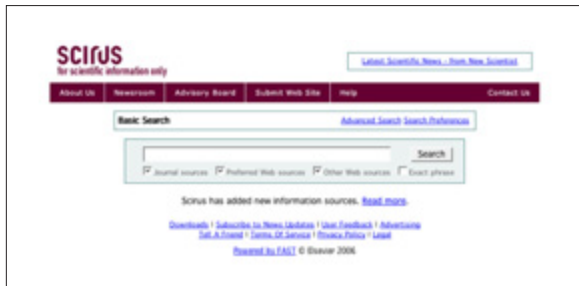 SCIRUS
for scientific information only
Latest Scientific News - from New Scientist
About Us Newsroom Advisory Board Submit Web Site Help Contact Us
Basic Search Advanced Search Search Preferences
Search
Journal sources Preferred Web sources Other Web sources Exact phrase
Scirus has added new information sources. Read more.
Downloads | Subscribe to News Updates | User Feedback | Advertising
Tell A Friend | Terms Of Service | Privacy Policy | Legal
Powered by FAST © Elsevier 2006